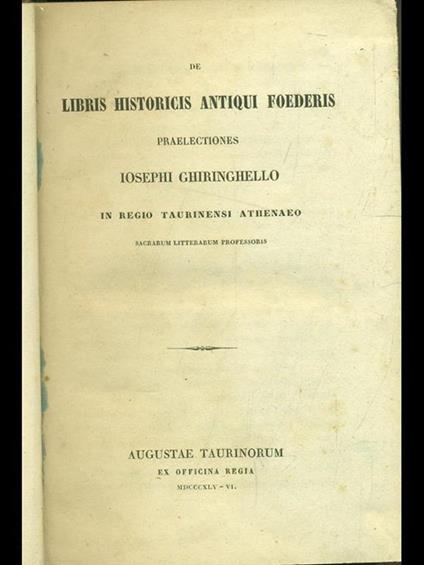 DE
LIBRIS HISTORICIS ANTIQUI FOEDERIS
PRAELECTIONES
IOSEPHI GHIRINGHELLO
IN REGIO TAURINENSI ATHENAEO
SACRARUM LITTERARUM PROFESSORIS
AUGUSTAE TAURINORUM
EX OFFICINA REGIA
MDCCCXLV-VI.